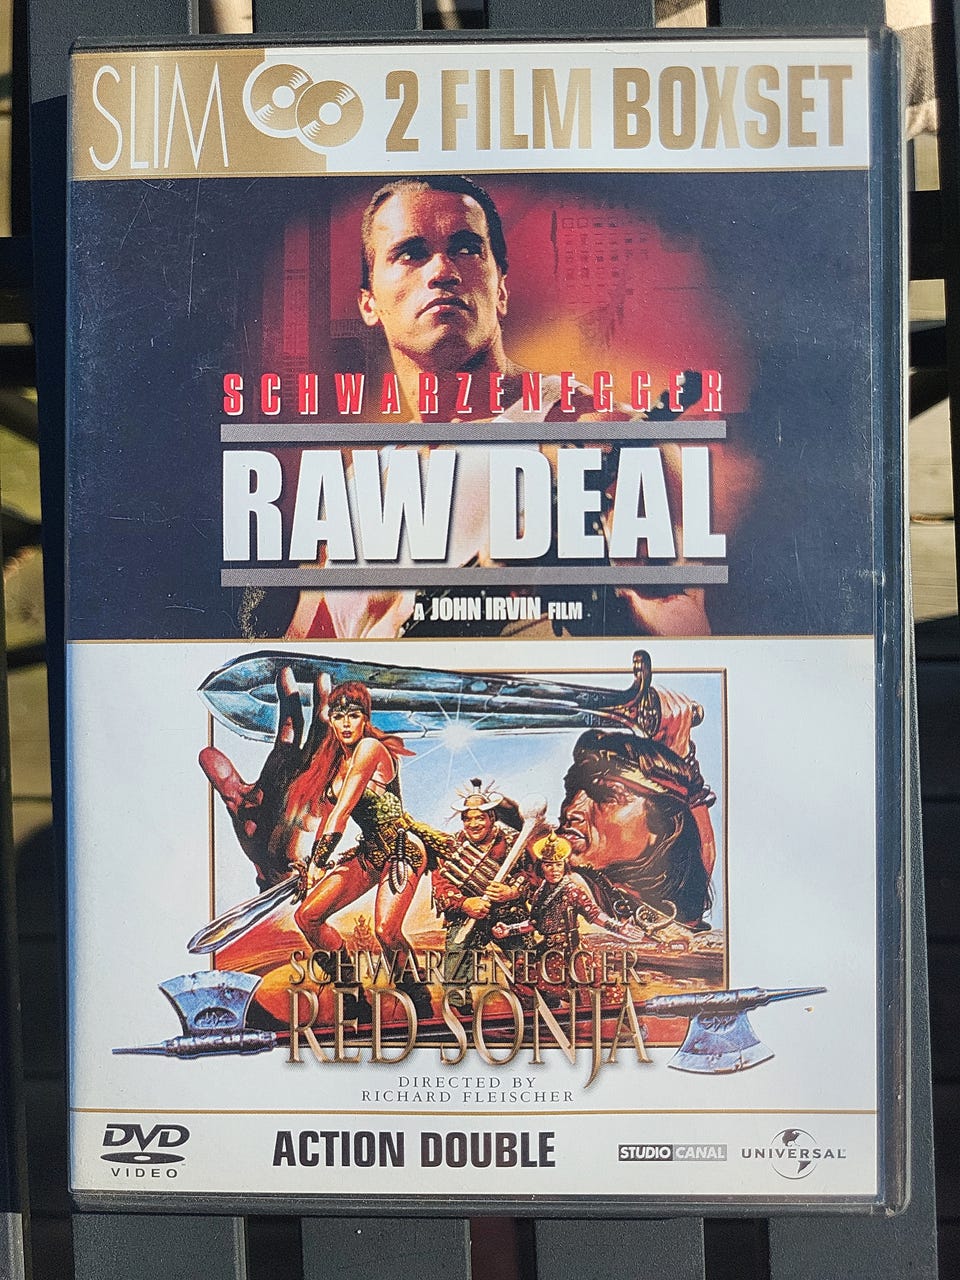 SLIM 2 FILM BOXSET
SCHWARZENEGGER
RAW DEAL
A JOHN IRVIN FILM
SCHWARZENEGGER
RED SONJA
DIRECTED BY
RICHARD FLEISCHER
DVD
VIDEO
ACTION DOUBLE
STUDIO CANAL
UNIVERSAL